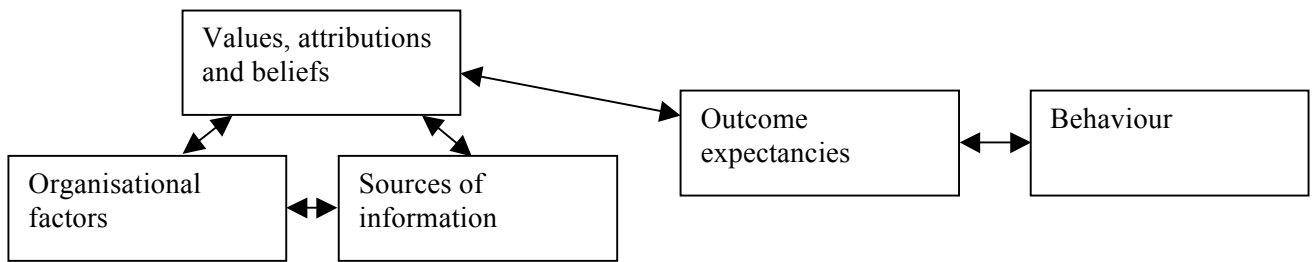 Values, attributions
and beliefs
Outcome
expectancies
Behaviour
Organisational
factors
Sources of
information